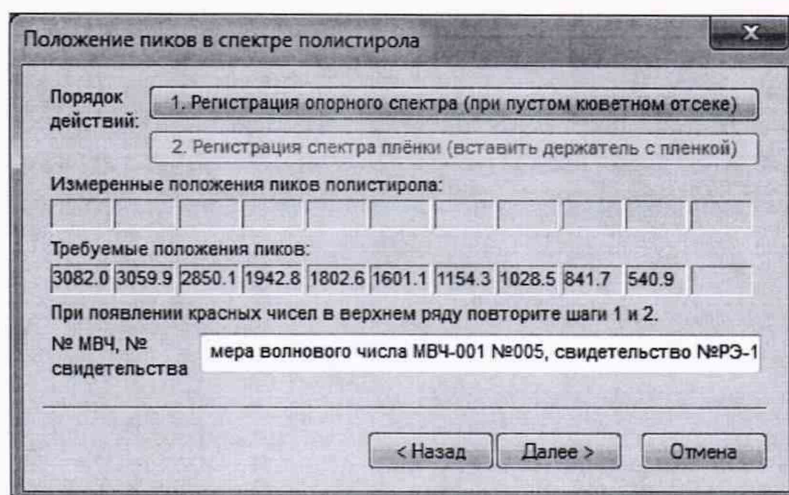 Положение пиков в спектре полистирола
Порядок действий:
1. Регистрация опорного спектра (при пустом кюветном отсеке)
2. Регистрация спектра плёнки (вставить держатель с пленкой)
Измеренные положения пиков полистирола:
Требуемые положения пиков:
3082.0 3059.9 2850.1 1942.8 1802.6 1601.1 1154.3 1028.5 841.7 540.9
При появлении красных чисел в верхнем ряду повторите шаги 1 и 2.
№ МВЧ, № свидетельства
мера волнового числа МВЧ-001 №005, свидетельство №РЭ-1
< Назад Далее > Отмена